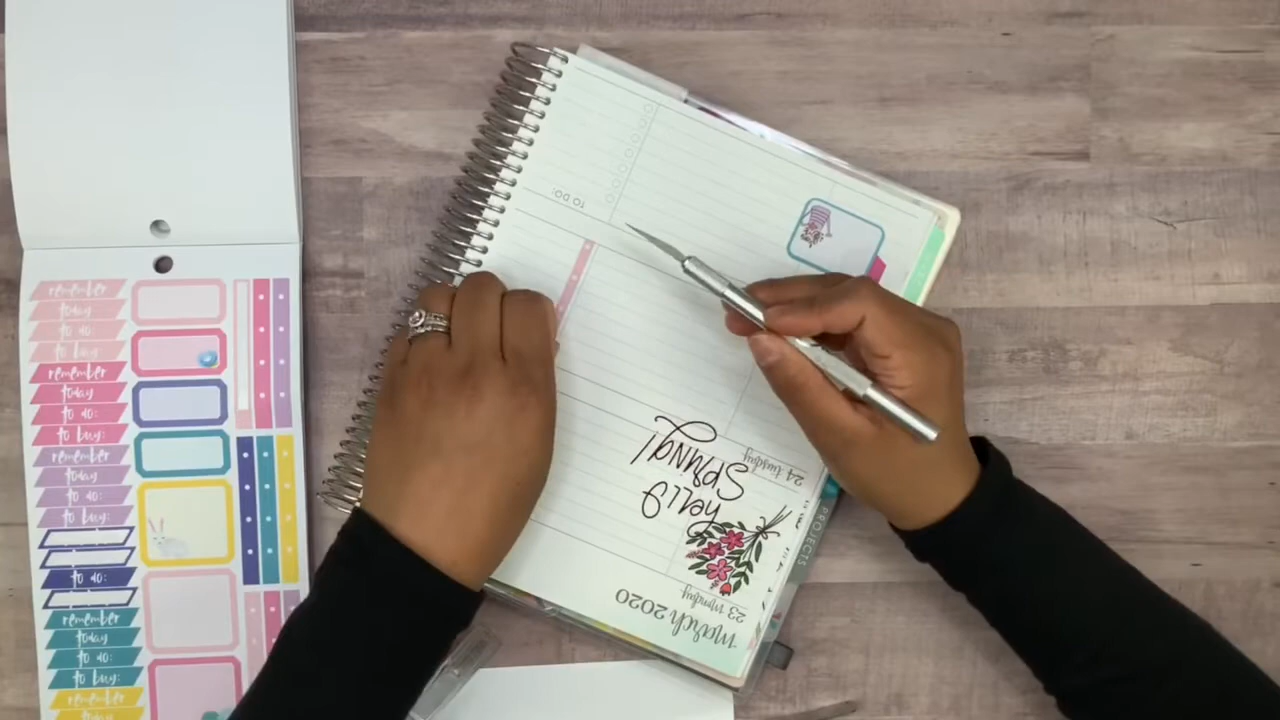 remember
today
to do:
to buy
remember
today
to do:
to buy:
remember
today
to do:
to buy:
to do:
remember
today
to do:
to buy:
remember
today
TO DO:
24 tuesday
hello
SPRING!
23 monday
march 2020
PROJECTS